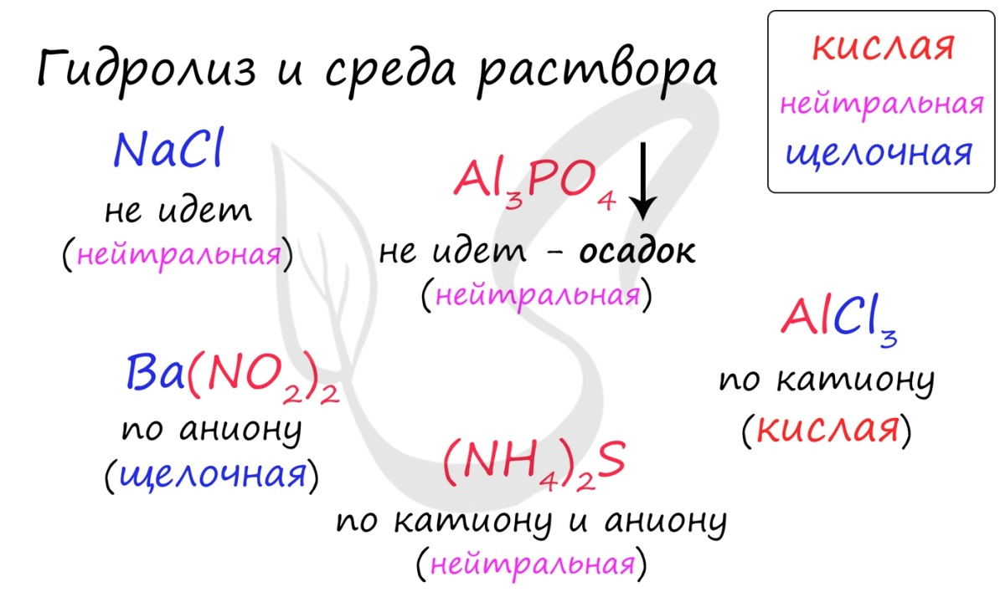 Гидролиз и среда раствора
кислая
нейтральная
щелочная
NaCl
не идет
(нейтральная)
Al₃PO₄ ↓
не идет - осадок
(нейтральная)
AlCl₃
по катиону
(кислая)
Ba(NO₂)₂
по аниону
(щелочная)
(NH₄)₂S
по катиону и аниону
(нейтральная)